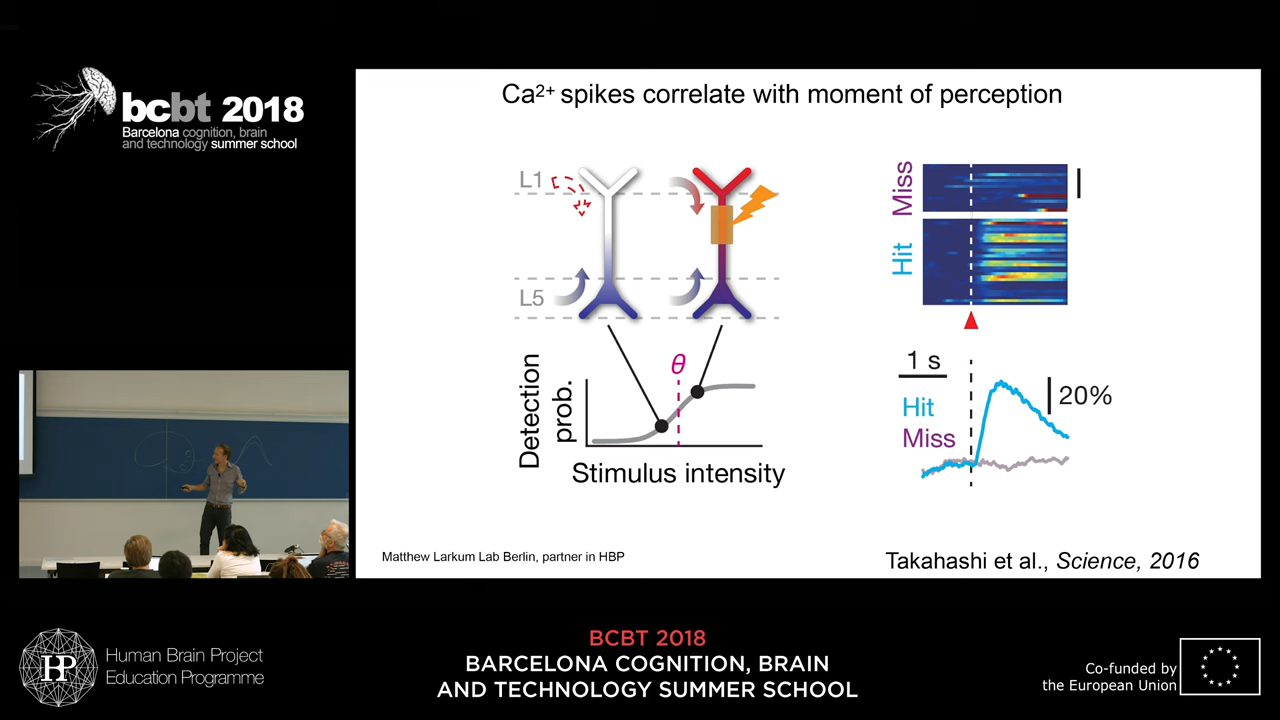 bcbt 2018
Barcelona cognition, brain
and technology summer school
Ca²⁺ spikes correlate with moment of perception
L1
L5
θ
Detection
prob.
Stimulus intensity
Miss
Hit
1 s
20%
Hit
Miss
Matthew Larkum Lab Berlin, partner in HBP
Takahashi et al., Science, 2016
HP
Human Brain Project
Education Programme
BCBT 2018
BARCELONA COGNITION, BRAIN
AND TECHNOLOGY SUMMER SCHOOL
Co-funded by
the European Union